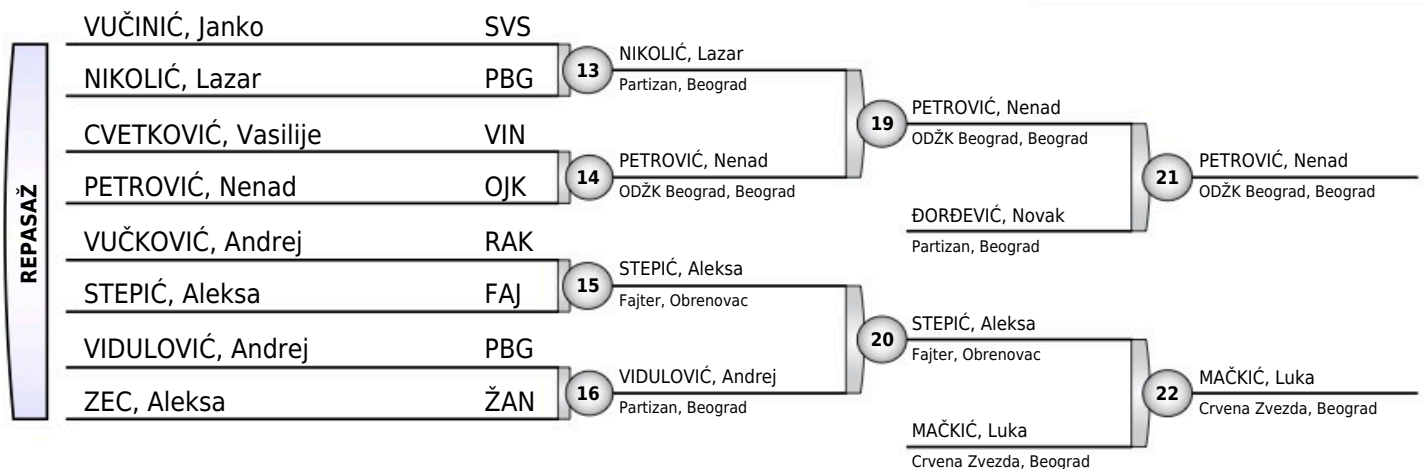 REPASAŽ
VUČINIĆ, Janko SVS
NIKOLIĆ, Lazar PBG
CVETKOVIĆ, Vasilije VIN
PETROVIĆ, Nenad OJK
VUČKOVIĆ, Andrej RAK
STEPIĆ, Aleksa FAJ
VIDULOVIĆ, Andrej PBG
ZEC, Aleksa ŽAN
13
NIKOLIĆ, Lazar
Partizan, Beograd
14
PETROVIĆ, Nenad
ODŽK Beograd, Beograd
15
STEPIĆ, Aleksa
Fajter, Obrenovac
16
VIDULOVIĆ, Andrej
Partizan, Beograd
19
PETROVIĆ, Nenad
ODŽK Beograd, Beograd
ĐORĐEVIĆ, Novak
Partizan, Beograd
20
STEPIĆ, Aleksa
Fajter, Obrenovac
MAČKIĆ, Luka
Crvena Zvezda, Beograd
21
PETROVIĆ, Nenad
ODŽK Beograd, Beograd
22
MAČKIĆ, Luka
Crvena Zvezda, Beograd